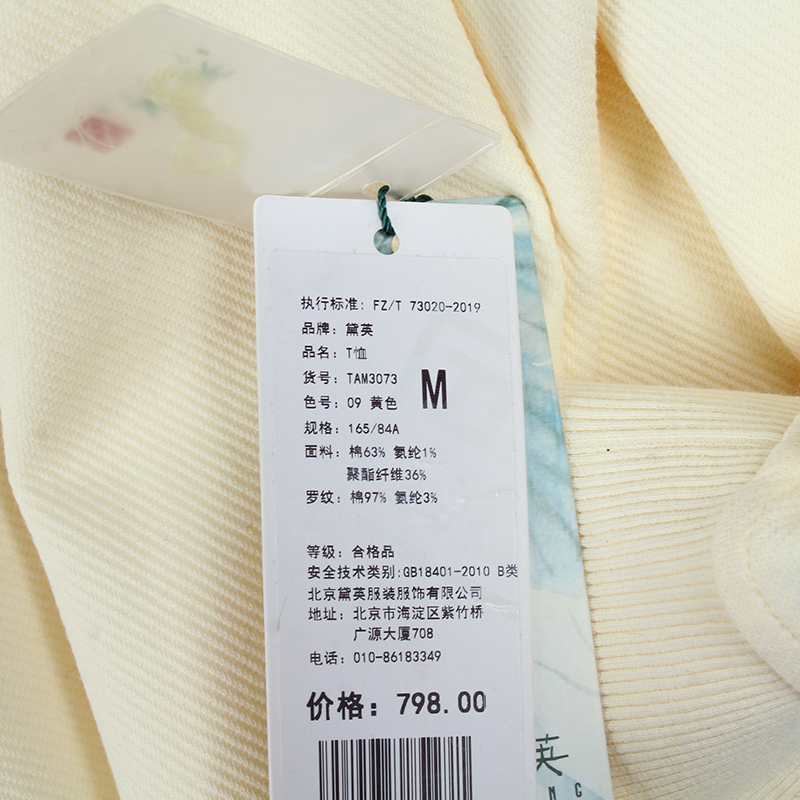 执行标准: FZ/T 73020-2019
品牌: 黛英
品名: T恤
货号: TAM3073
M
色号: 09 黄色
规格: 165/84A
面料: 棉63% 氨纶1%
聚酯纤维36%
罗纹: 棉97% 氨纶3%
等级: 合格品
安全技术类别:GB18401-2010 B类
北京黛英服装服饰有限公司
地址: 北京市海淀区紫竹桥
广源大厦708
电话: 010-86183349
价格: 798.00
英
NG